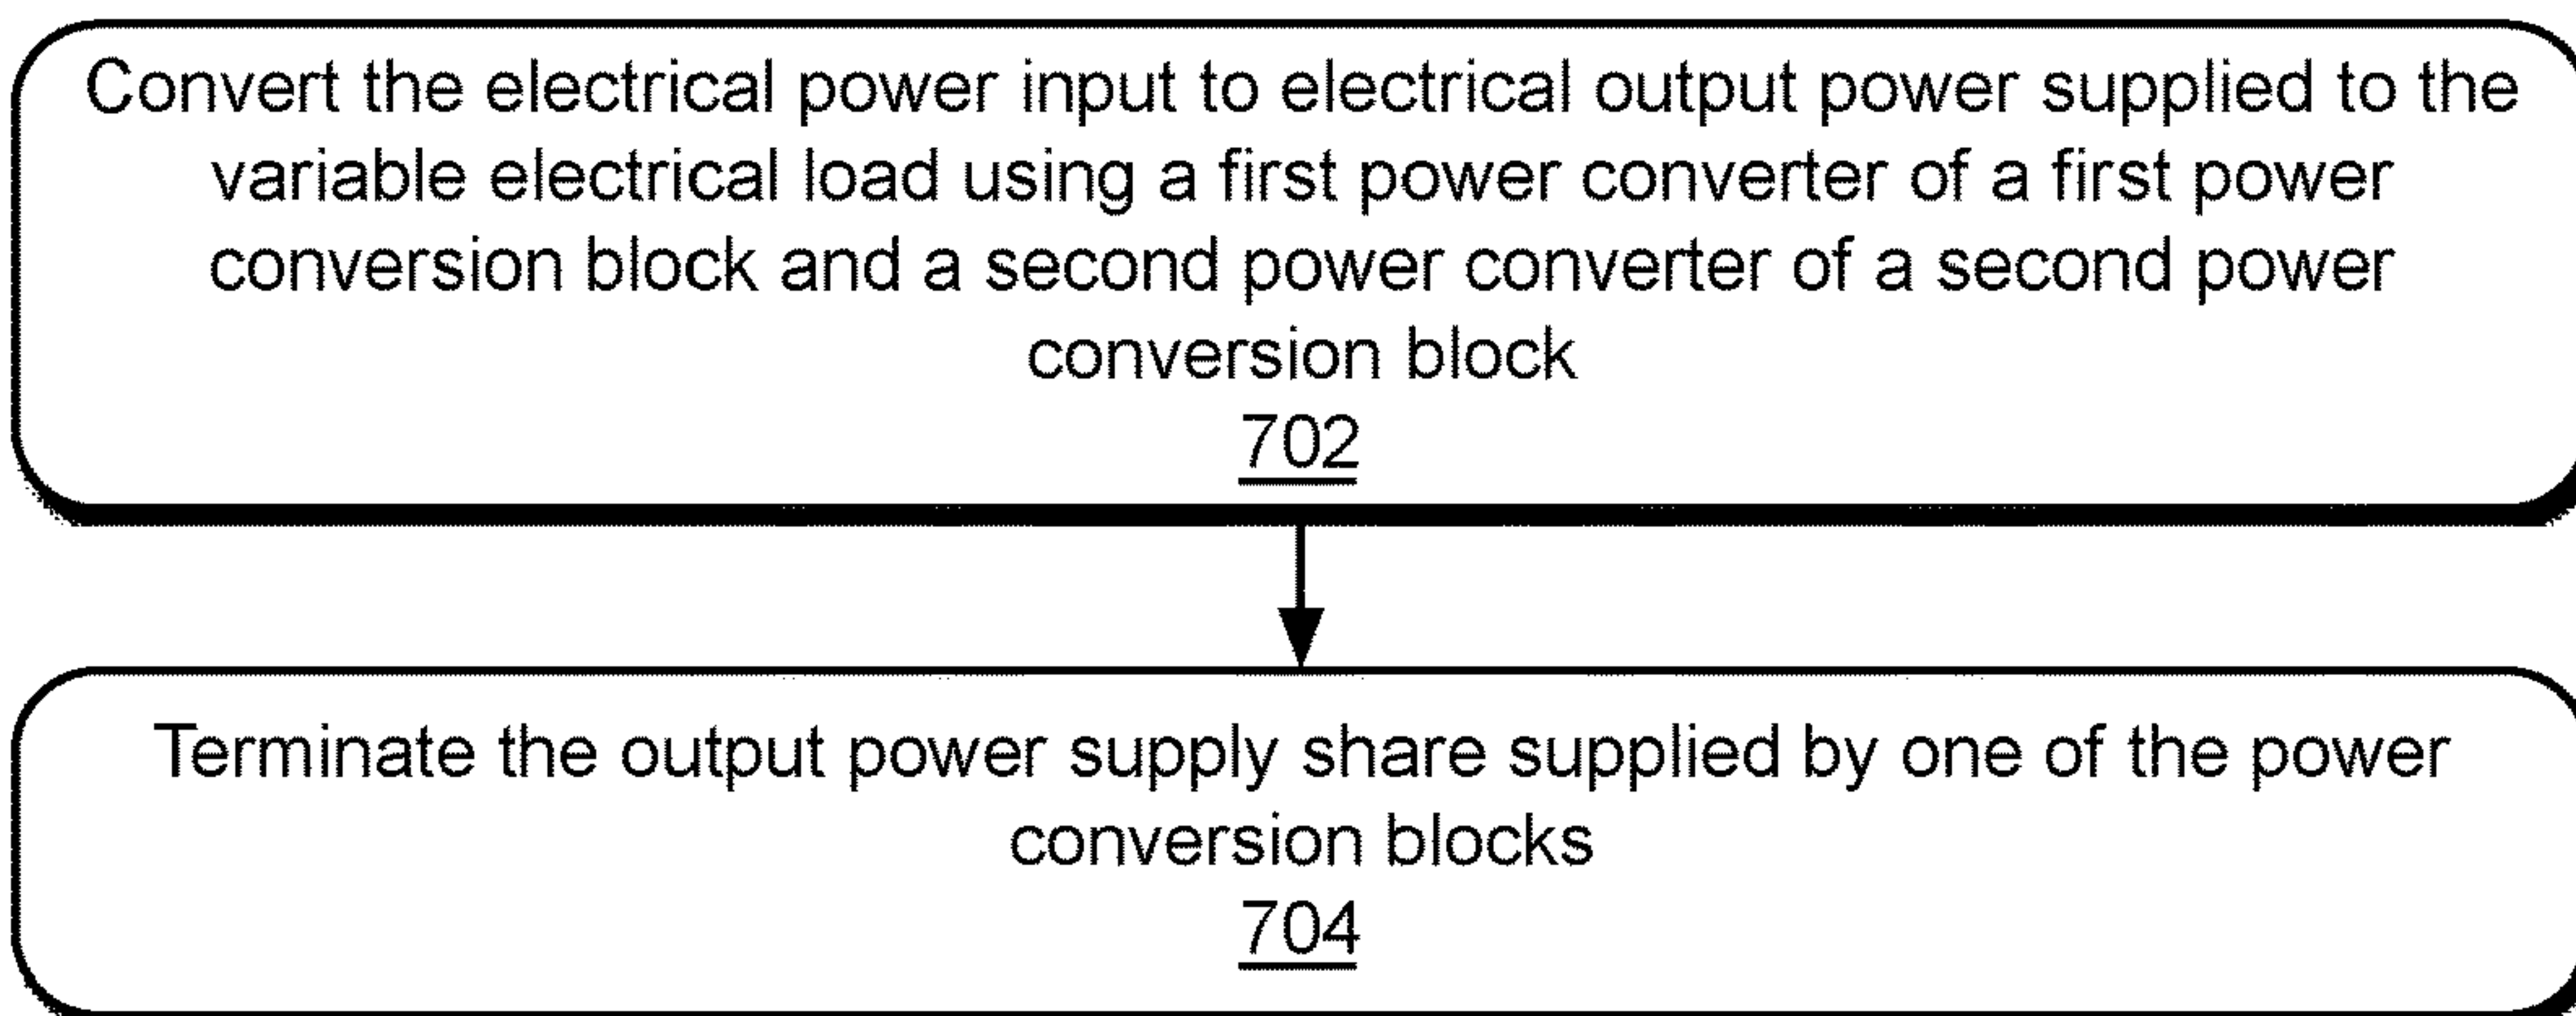 Convert the electrical power input to electrical output power supplied to the
variable electrical load using a first power converter of a first power
conversion block and a second power converter of a second power
conversion block
702
Terminate the output power supply share supplied by one of the power
conversion blocks
704